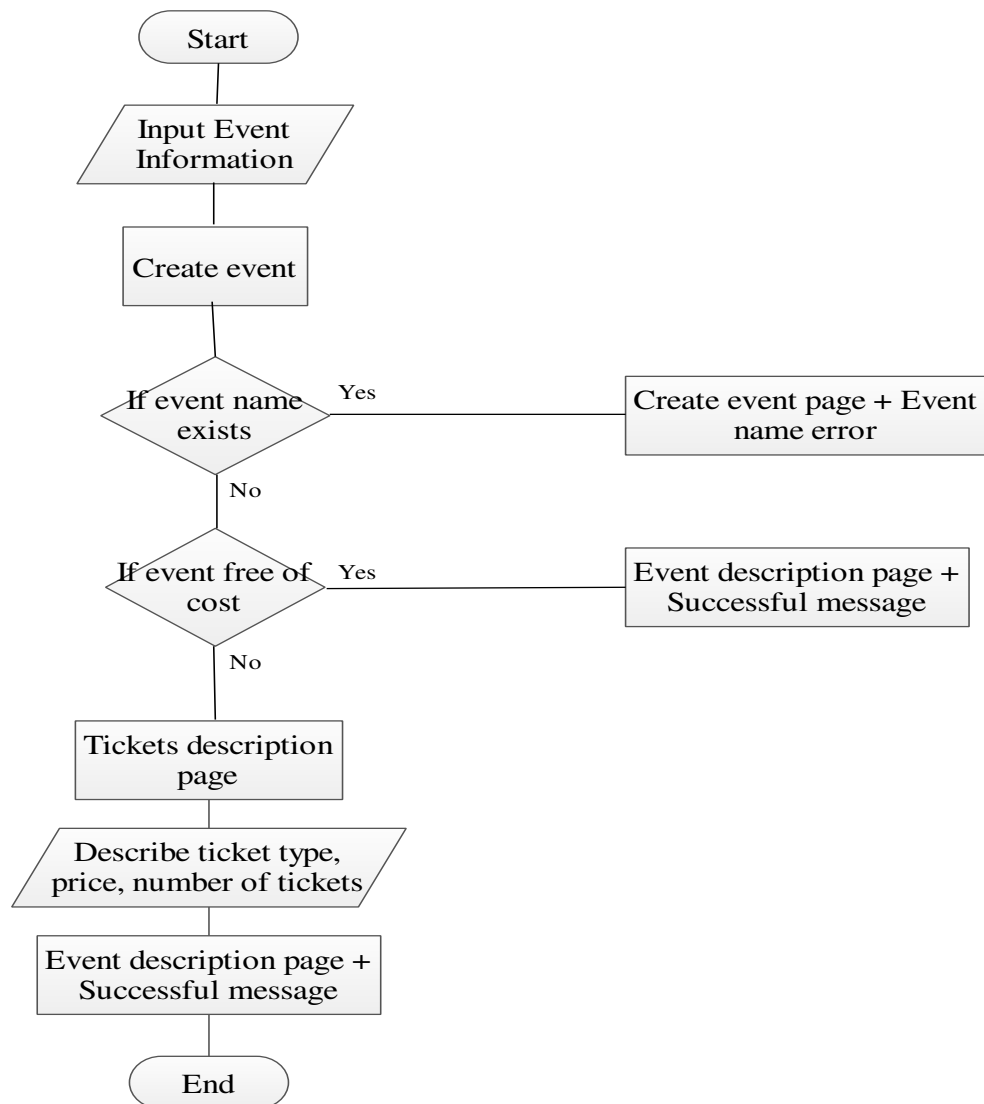 Start
Input Event
Information
Create event
If event name
exists
Yes
Create event page + Event
name error
No
If event free of
cost
Yes
Event description page +
Successful message
No
Tickets description
page
Describe ticket type,
price, number of tickets
Event description page +
Successful message
End